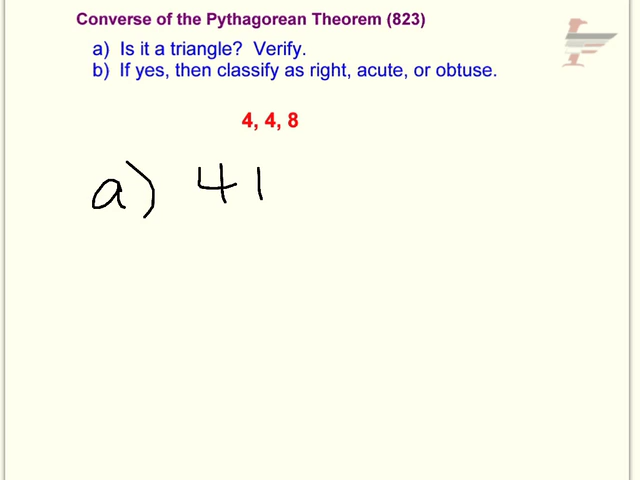 Converse of the Pythagorean Theorem (823)
a) Is it a triangle? Verify.
b) If yes, then classify as right, acute, or obtuse.
4, 4, 8
a) 4 |